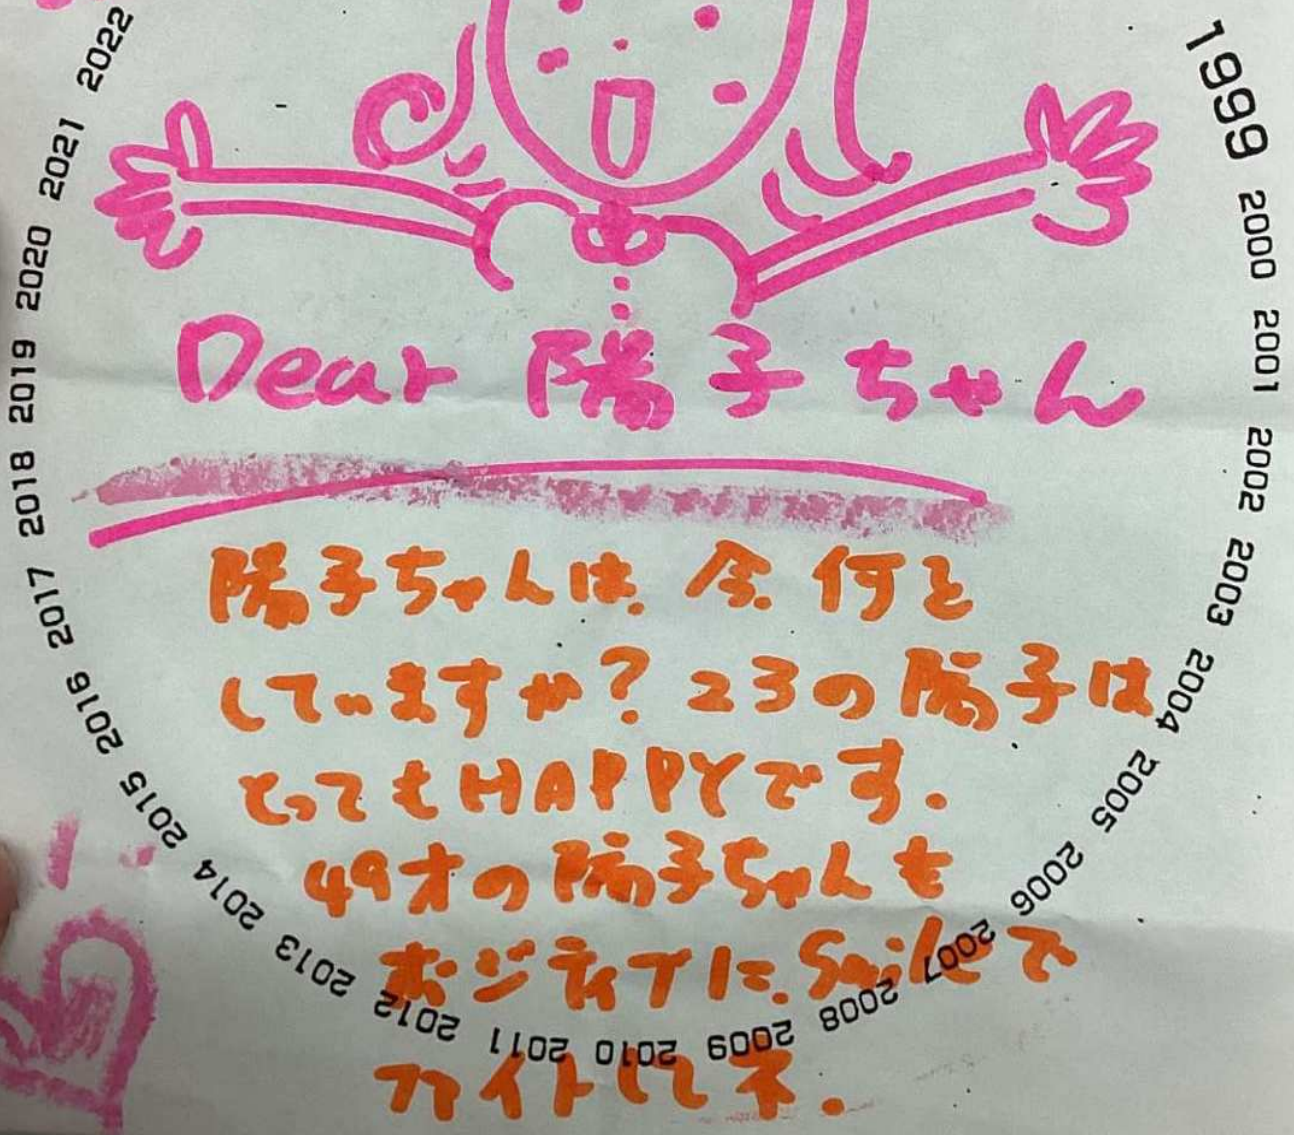 1999 2000 2001 2002 2003 2004 2005 2006 2007 2008 2009 2010 2011 2012 2013 2014 2015 2016 2017 2018 2019 2020 2021 2022
Dear 陽子ちゃん
陽子ちゃんは、今、何を
していますか？23の陽子は
とってもHAPPYです。
49才の陽子ちゃんも
ポジティブに、Smileで
ファイトしてネ。